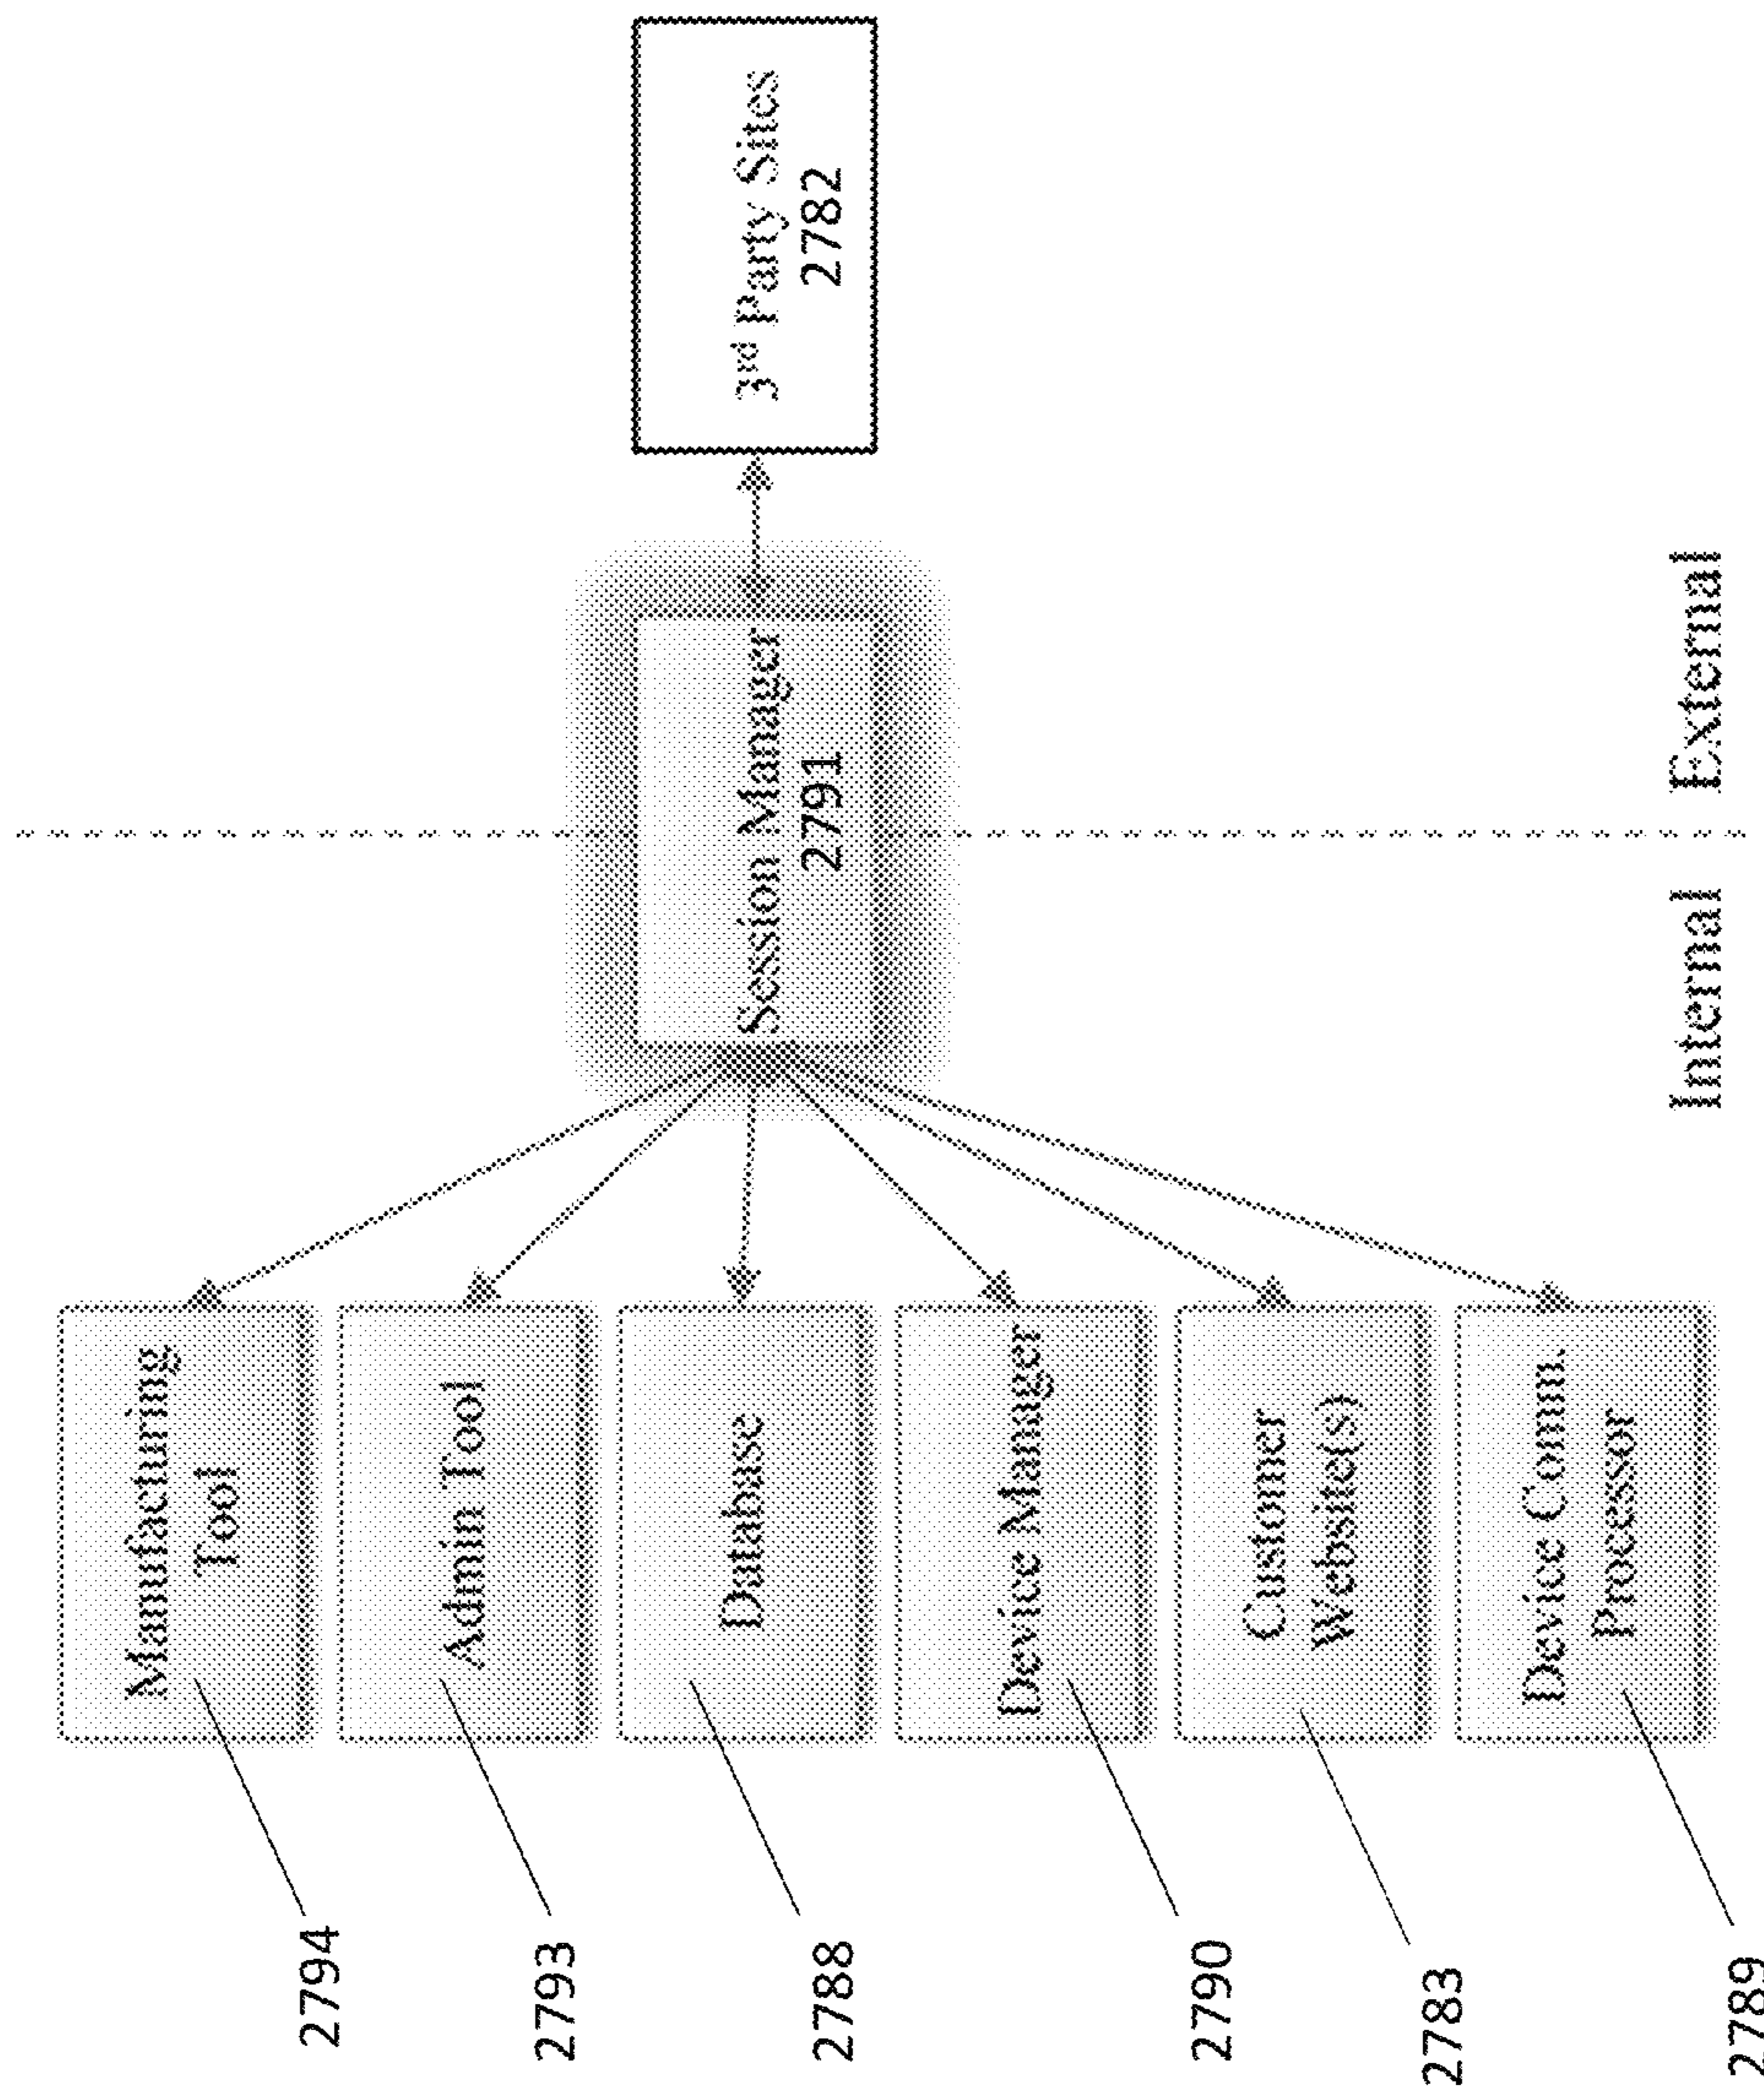 3rd Party Sites
2782
Session Manager
2791
External
Internal
Manufacturing
Tool
Admin Tool
Database
Device Manager
Customer
Website(s)
Device Comm.
Processor
2794
2793
2788
2790
2783
2789